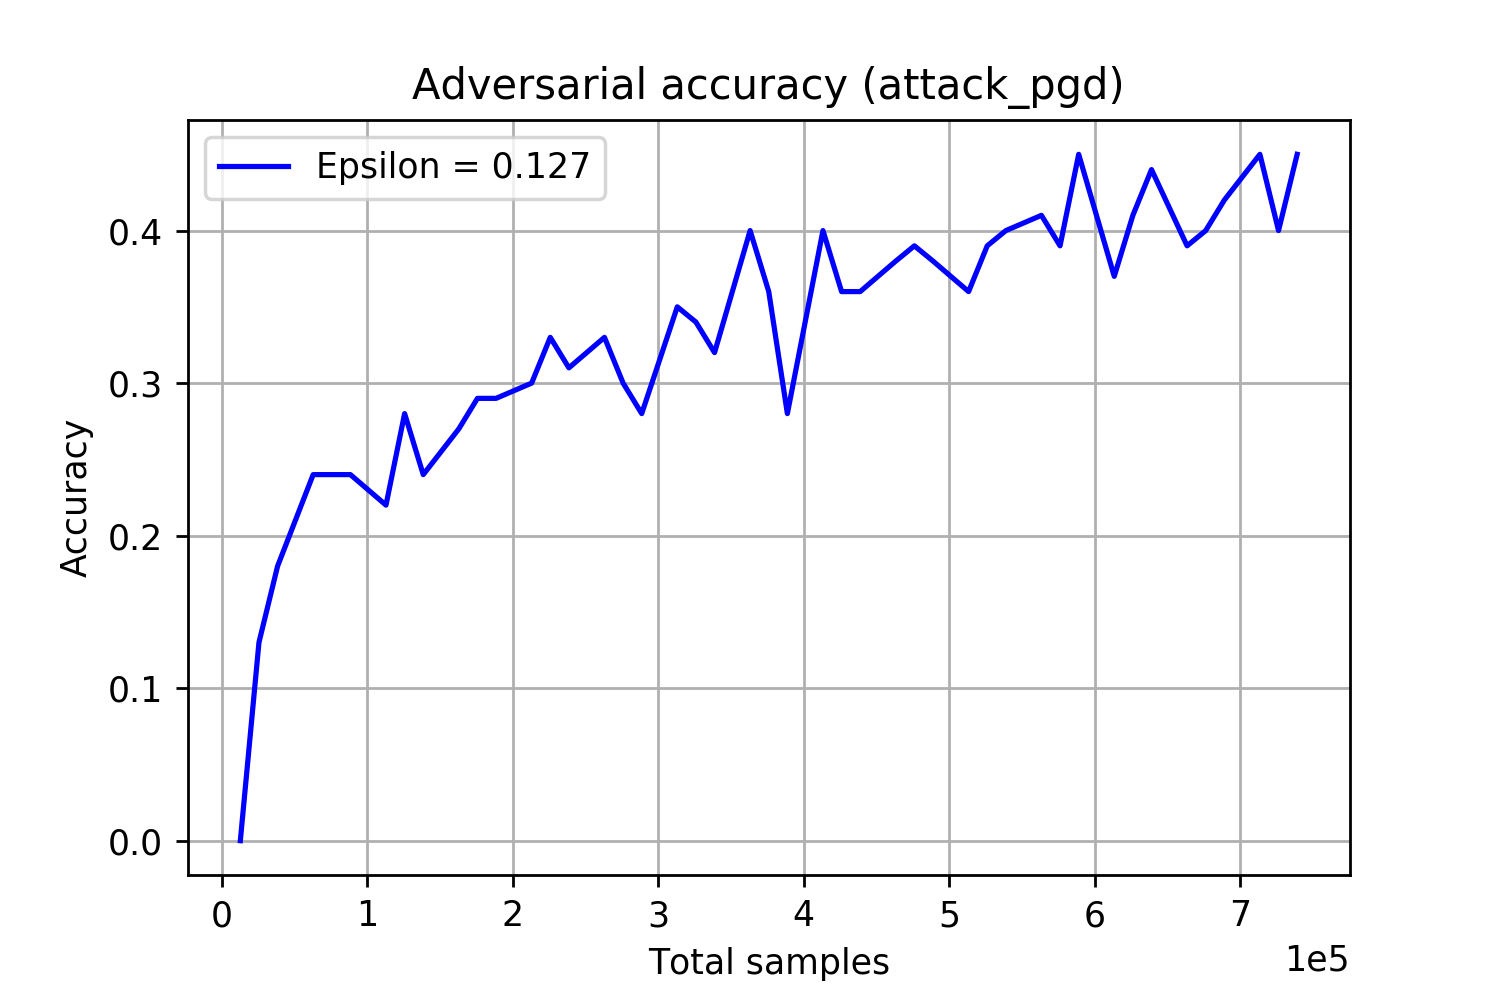 Adversarial accuracy (attack_pgd)
Epsilon = 0.127
Accuracy
0.4
0.3
0.2
0.1
0.0
0 1 2 3 4 5 6 7
1e5
Total samples